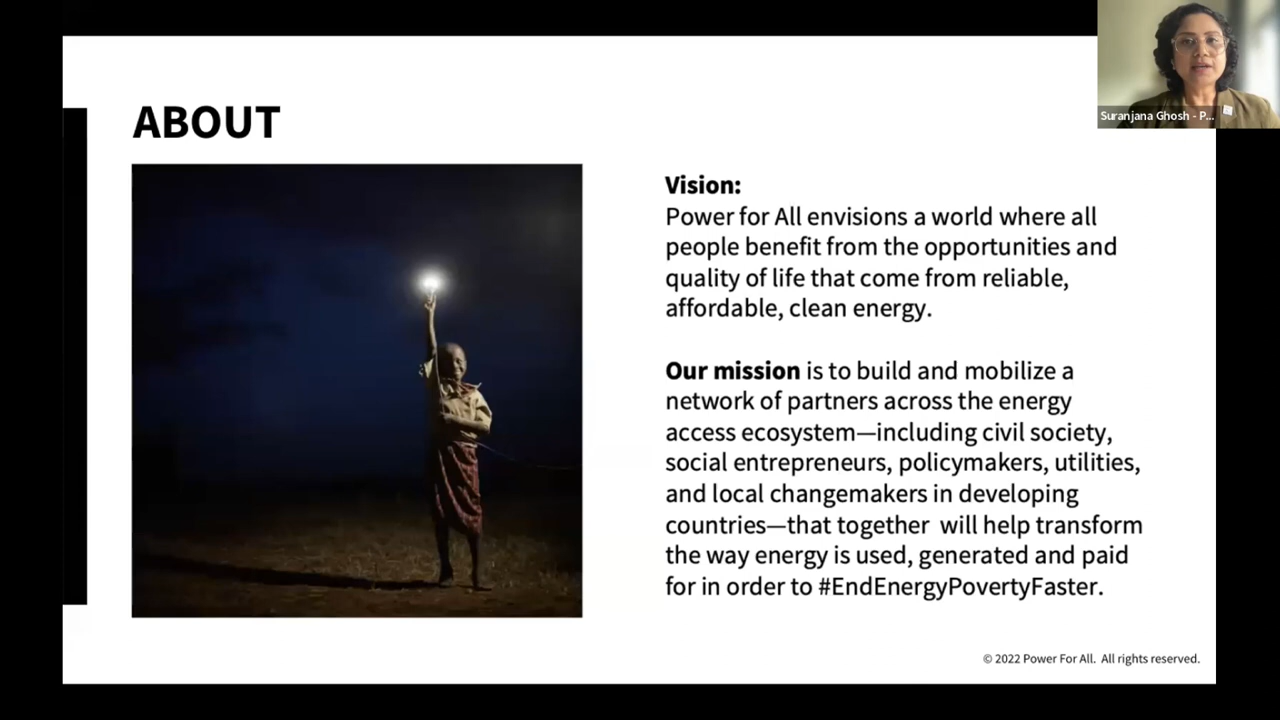 Suranjana Ghosh - P...
ABOUT
Vision:
Power for All envisions a world where all
people benefit from the opportunities and
quality of life that come from reliable,
affordable, clean energy.
Our mission is to build and mobilize a
network of partners across the energy
access ecosystem—including civil society,
social entrepreneurs, policymakers, utilities,
and local changemakers in developing
countries—that together will help transform
the way energy is used, generated and paid
for in order to #EndEnergyPovertyFaster.
© 2022 Power For All. All rights reserved.